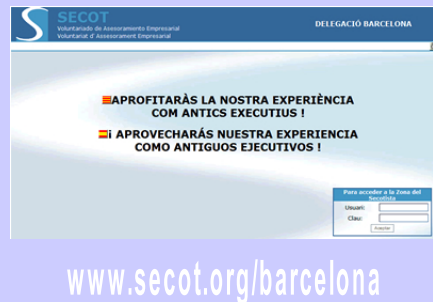 SECOT
Voluntariado de Asesoramiento Empresarial
Voluntariat d' Assessorament Empresarial
DELEGACIÓ BARCELONA
APROFITARÀS LA NOSTRA EXPERIÈNCIA
COM ANTICS EXECUTIUS !
¡ APROVECHARÁS NUESTRA EXPERIENCIA
COMO ANTIGUOS EJECUTIVOS !
Para acceder a la Zona del
Secotista
Usuari:
Clau:
Aceptar
www.secot.org/barcelona